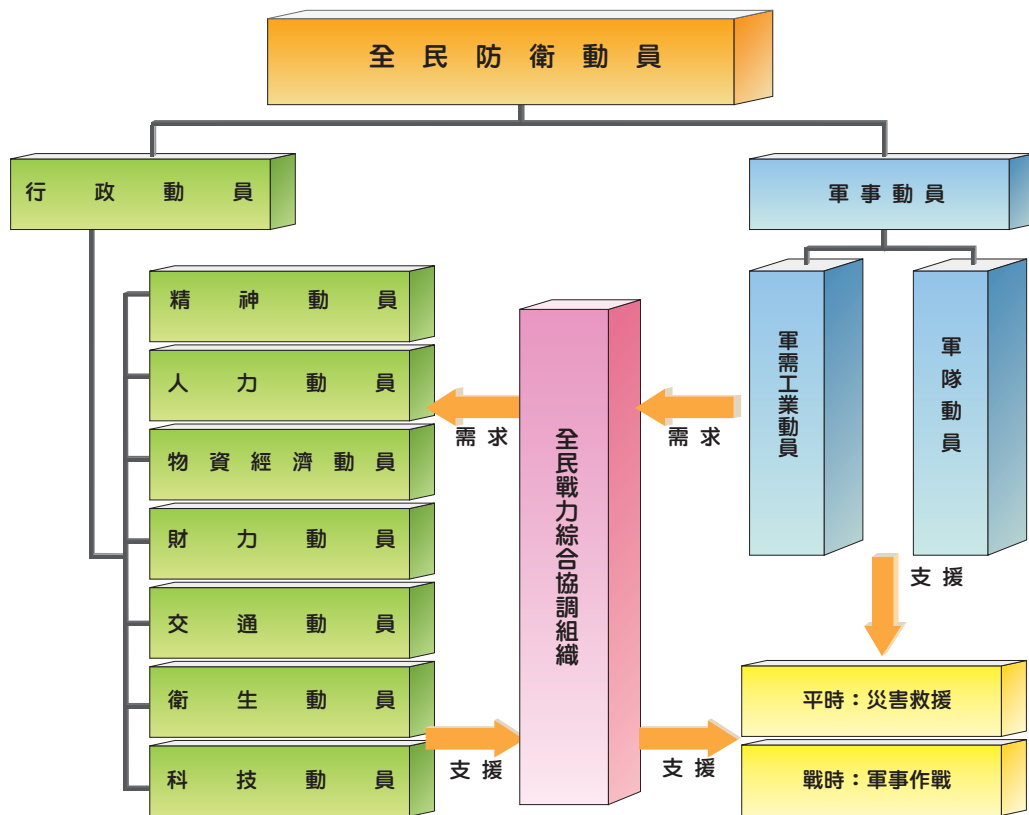 全民防衛動員
行政動員
軍事動員
精神動員
人力動員
物資經濟動員
財力動員
交通動員
衛生動員
科技動員
需求
支援
全民戰力綜合協調組織
需求
支援
軍需工業動員
軍隊動員
支援
平時：災害救援
戰時：軍事作戰